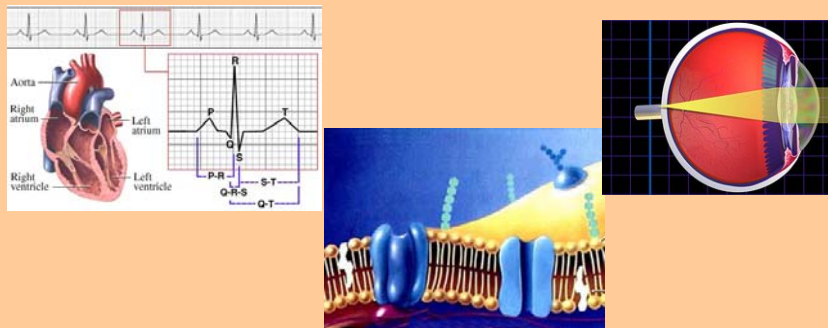 Aorta
Right
atrium
Left
atrium
Right
ventricle
Left
ventricle
R
P
T
Q
S
P-R
S-T
Q-R-S
Q-T